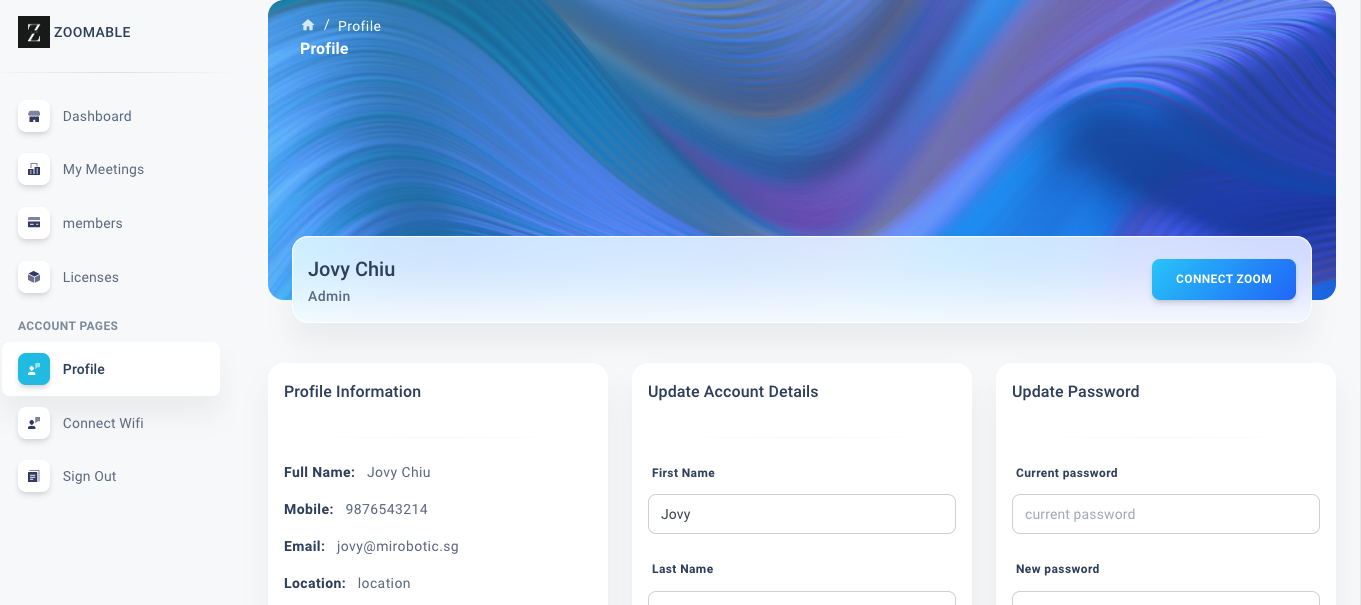 ZOOMABLE
Dashboard
My Meetings
members
Licenses
ACCOUNT PAGES
Profile
Connect Wifi
Sign Out
/ Profile
Profile
Jovy Chiu
Admin
CONNECT ZOOM
Profile Information
Full Name: Jovy Chiu
Mobile: 9876543214
Email: jovy@mirobotic.sg
Location: location
Update Account Details
First Name
Jovy
Last Name
Update Password
Current password
current password
New password